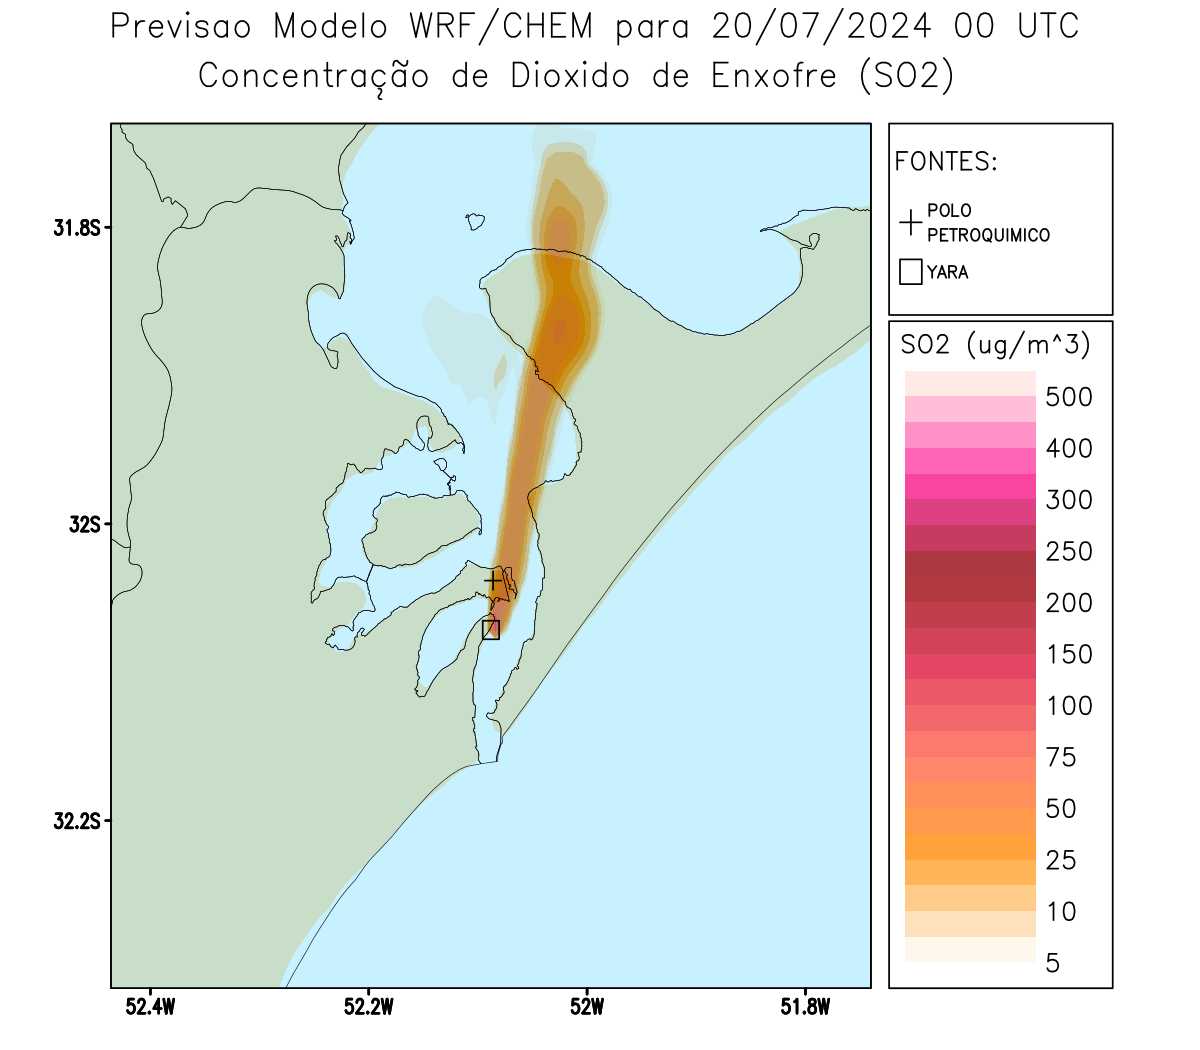 Previsao Modelo WRF/CHEM para 20/07/2024 00 UTC
Concentração de Dioxido de Enxofre (SO2)
FONTES:
POLO
PETROQUIMICO
YARA
31.8S
32S
32.2S
52.4W
52.2W
52W
51.8W
SO2 (ug/m^3)
500
400
300
250
200
150
100
75
50
25
10
5